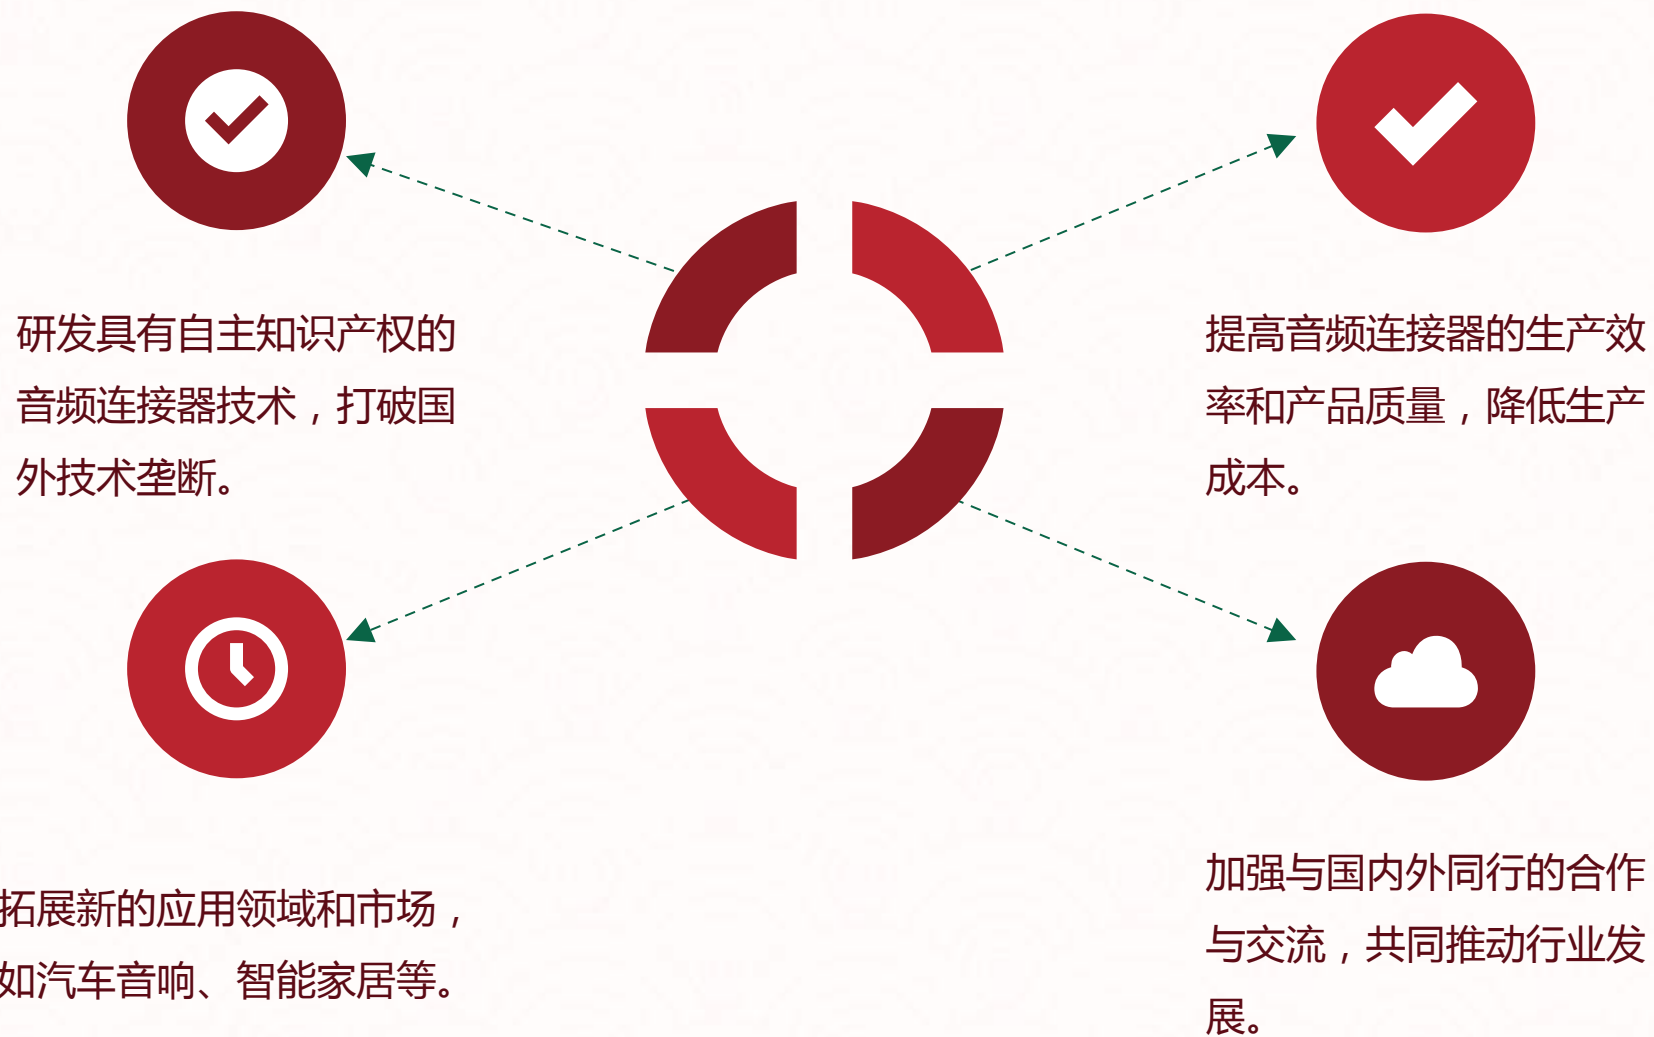 研发具有自主知识产权的
音频连接器技术，打破国
外技术垄断。
提高音频连接器的生产效
率和产品质量，降低生产
成本。
拓展新的应用领域和市场，
如汽车音响、智能家居等。
加强与国内外同行的合作
与交流，共同推动行业发
展。